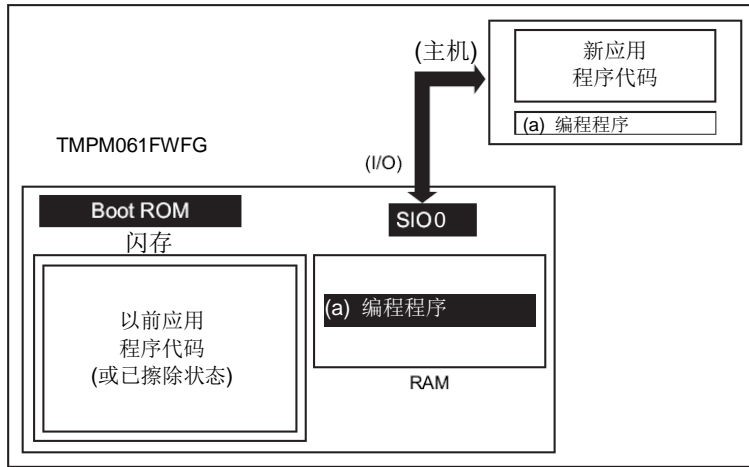 (主机)
新应用
程序代码
(a) 编程程序
TMPM061FWFG
(I/O)
Boot ROM
SIO0
闪存
以前应用
程序代码
(或已擦除状态)
(a) 编程程序
RAM